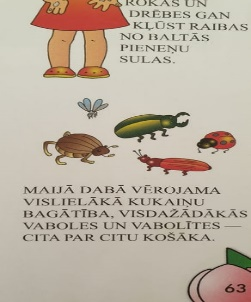 ROKAS UN
DRĒBES GAN
KĻŪST RAIBAS
NO BALTĀS
PIENEŅU
SULAS.
MAIJĀ DABĀ VĒROJAMA
VISLIELĀKĀ KUKAIŅU
BAGĀTĪBA, VISDAŽĀDĀKĀS
VABOLES UN VABOLĪTES —
CITA PAR CITU KOŠĀKA.
63